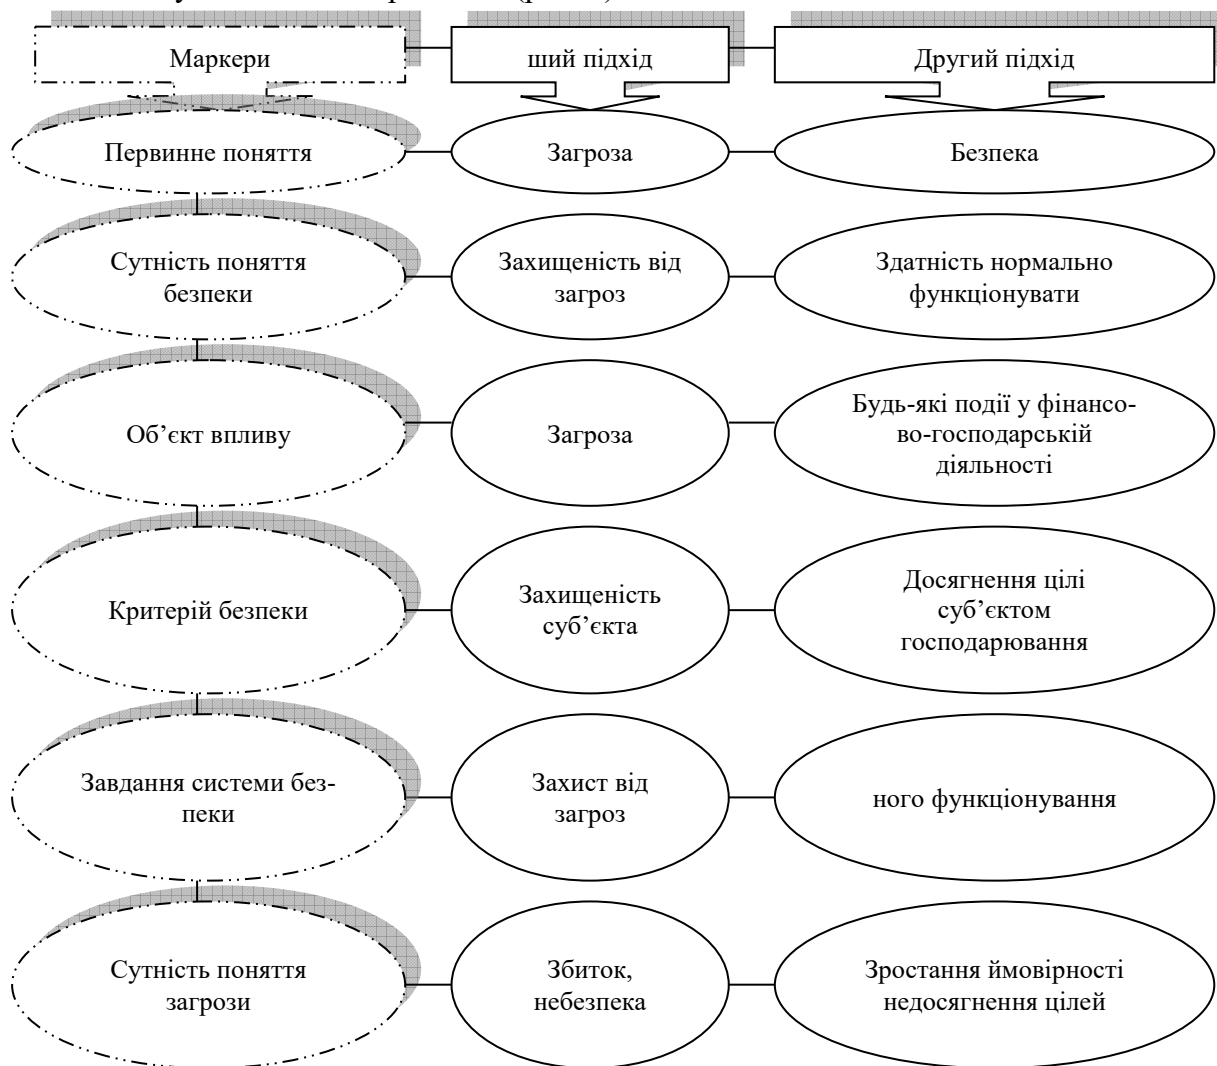 Маркери
ший підхід
Другий підхід
Первинне поняття
Загроза
Безпека
Сутність поняття
безпеки
Захищеність від
загроз
Здатність нормально
функціонувати
Об’єкт впливу
Загроза
Будь-які події у фінансо-
во-господарській
діяльності
Критерій безпеки
Захищеність
суб’єкта
Досягнення цілі
суб’єктом
господарювання
Завдання системи без-
пеки
Захист від
загроз
ного функціонування
Сутність поняття
загрози
Збиток,
небезпека
Зростання ймовірності
недосягнення цілей